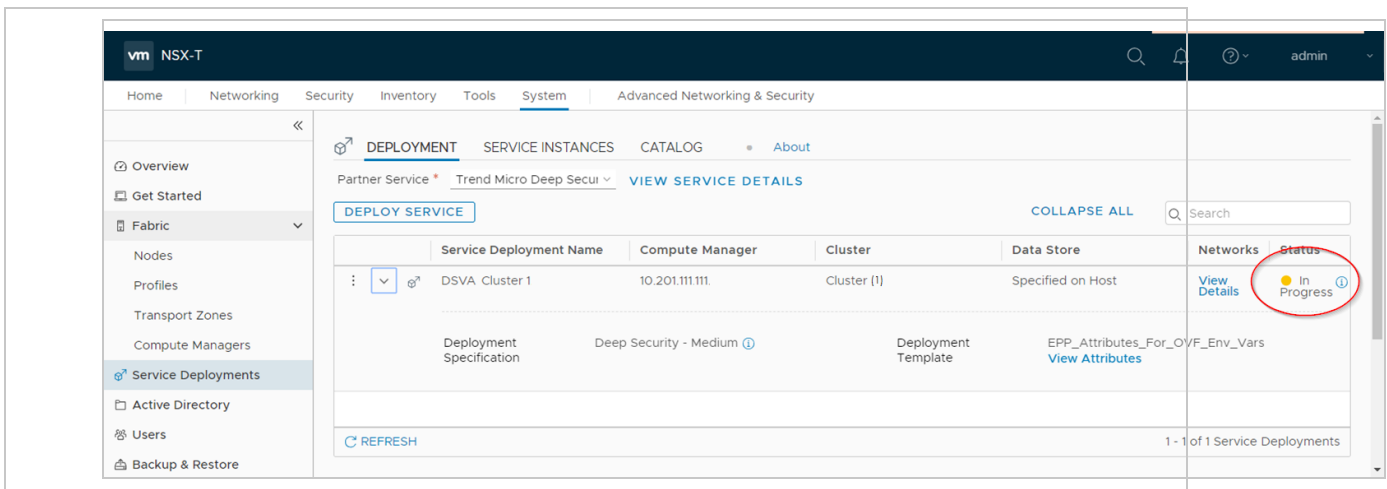 vm NSX-T admin
Home Networking Security Inventory Tools System Advanced Networking & Security
DEPLOYMENT SERVICE INSTANCES CATALOG About
Partner Service * Trend Micro Deep Secur VIEW SERVICE DETAILS
DEPLOY SERVICE COLLAPSE ALL Search
Service Deployment Name Compute Manager Cluster Data Store Networks Status
DSVA Cluster 1 10.201.111.111. Cluster (1) Specified on Host View Details In Progress
Deployment Specification Deep Security - Medium Deployment Template EPP_Attributes_For_OVF_Env_Vars
View Attributes
REFRESH 1 - 1 of 1 Service Deployments
Overview
Get Started
Fabric
Nodes
Profiles
Transport Zones
Compute Managers
Service Deployments
Active Directory
Users
Backup & Restore